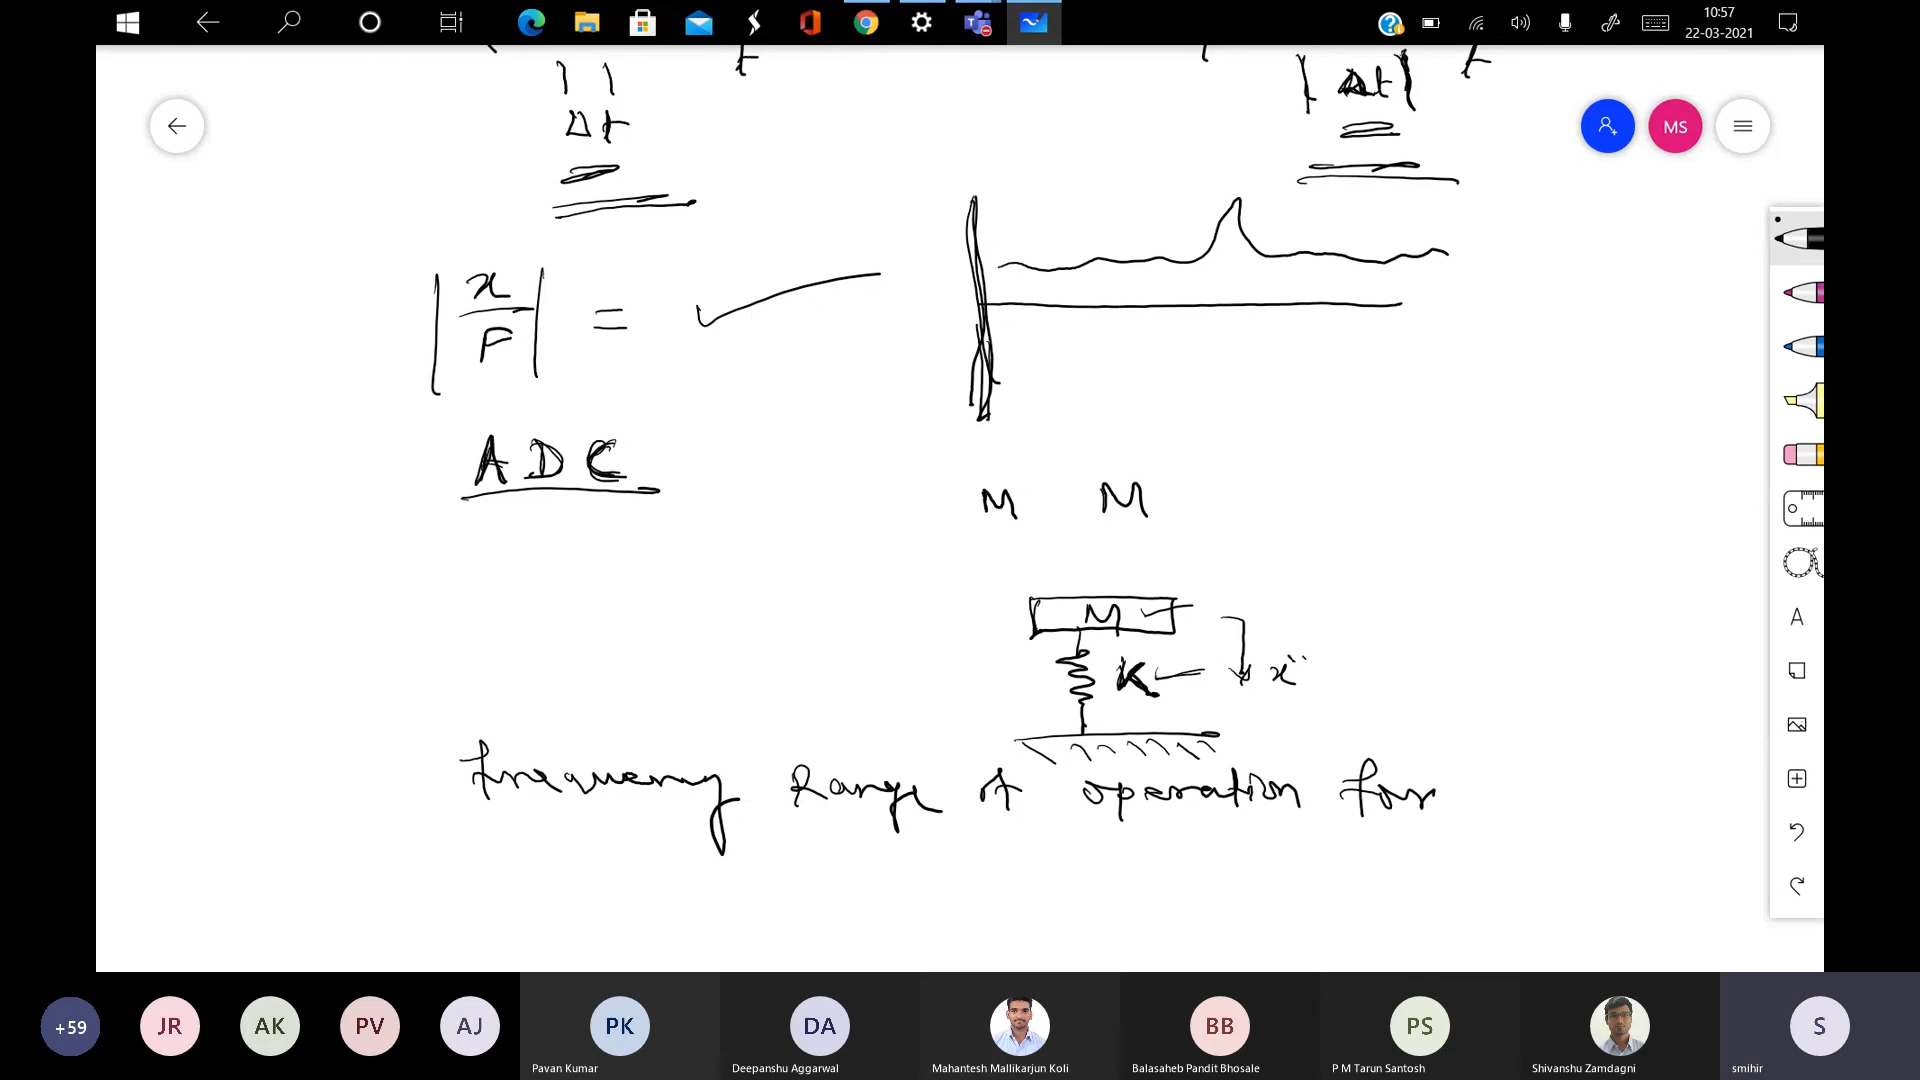 10:57
22-03-2021
t
| |
Δt
|Δt|
t
MS
|x/F| =
ADC
M M
M
K
ẍ
frequency Range of operation for
A
+59
JR
AK
PV
AJ
PK
Pavan Kumar
DA
Deepanshu Aggarwal
Mahantesh Mallikarjun Koli
BB
Balasaheb Pandit Bhosale
PS
P M Tarun Santosh
Shivanshu Zamdagni
S
smihir